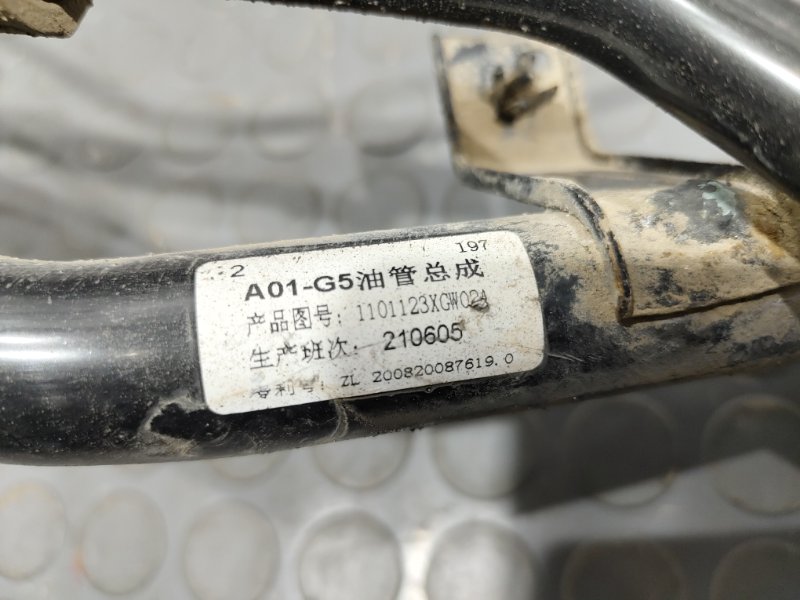 2 197
A01-G5油管总成
产品图号: 1101123XGW02A
生产班次: 210605
专利号: ZL 200820087619.0